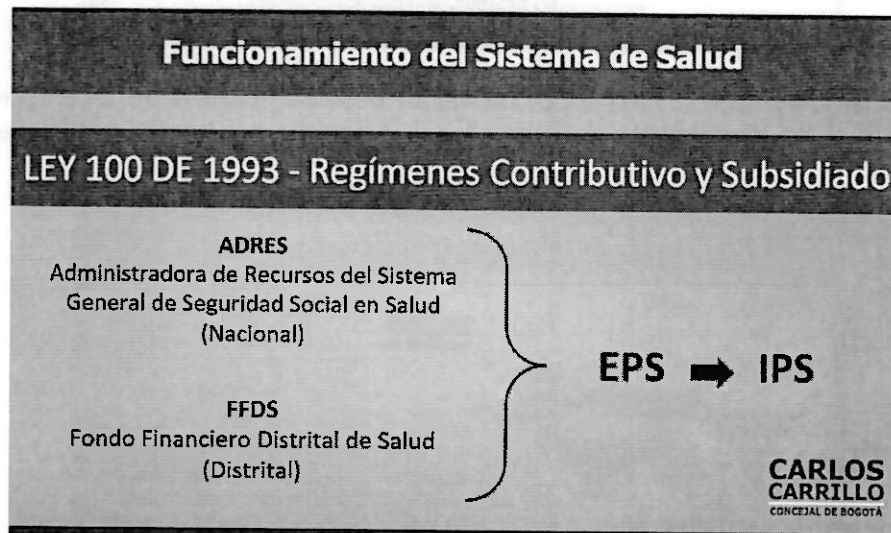 Funcionamiento del Sistema de Salud
LEY 100 DE 1993 - Regímenes Contributivo y Subsidiado
ADRES
Administradora de Recursos del Sistema
General de Seguridad Social en Salud
(Nacional)
FFDS
Fondo Financiero Distrital de Salud
(Distrital)
EPS ➡ IPS
CARLOS
CARRILLO
CONCEJAL DE BOGOTÁ